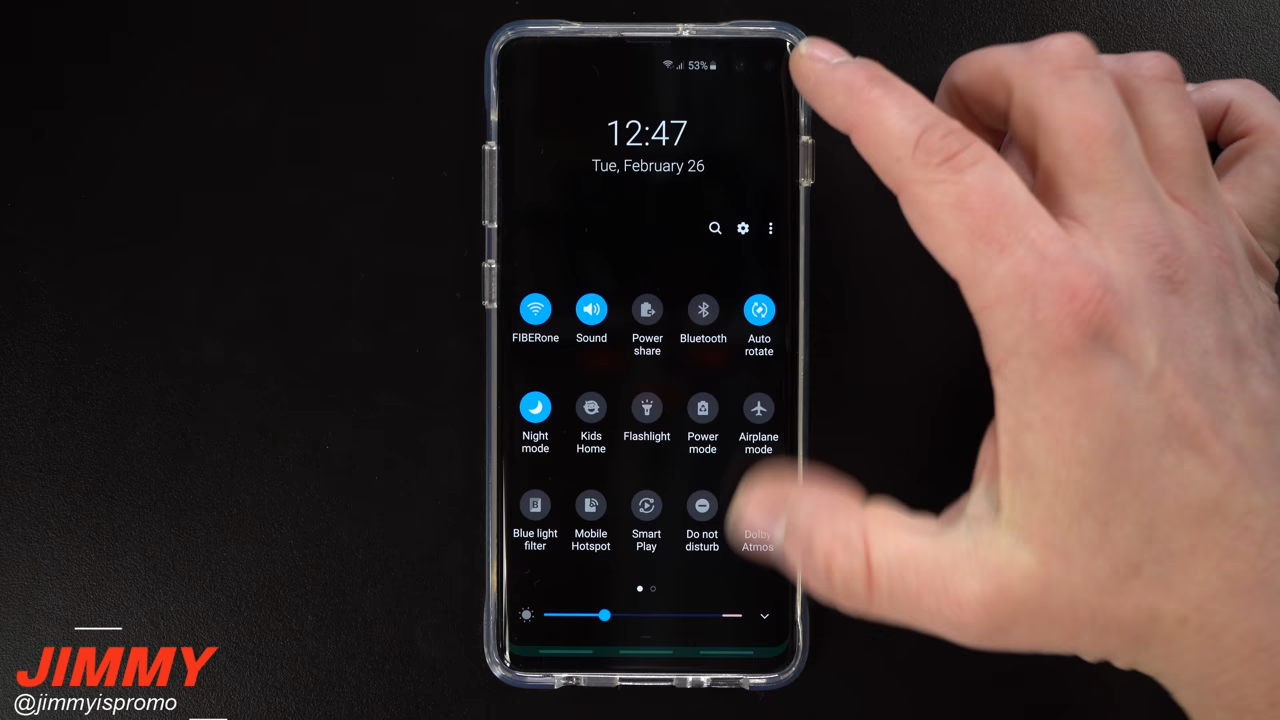 53%
12:47
Tue, February 26
FIBERone
Sound
Power
share
Bluetooth
Auto
rotate
Night
mode
Kids
Home
Flashlight
Power
mode
Airplane
mode
Blue light
filter
Mobile
Hotspot
Smart
Play
Do not
disturb
Dolby
Atmos
JIMMY
@jimmyispromo